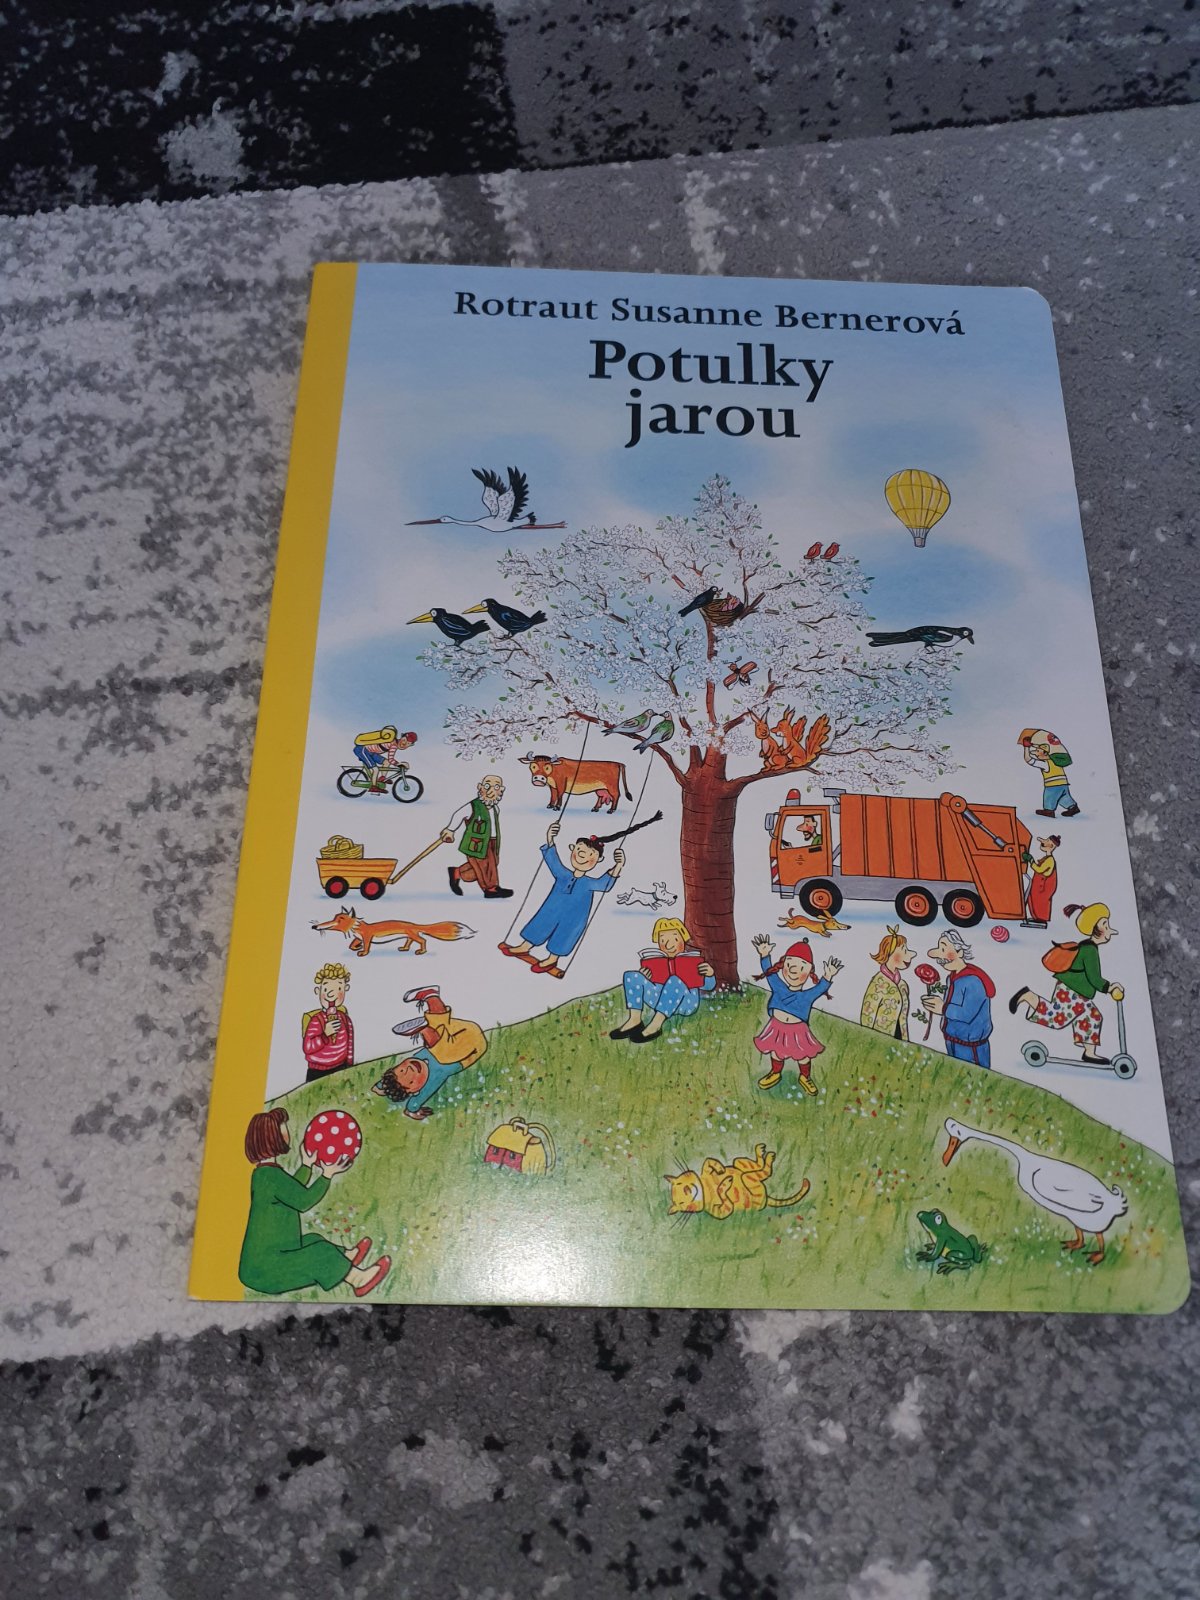 Rotraut Susanne Bernerová
Potulky
jarou